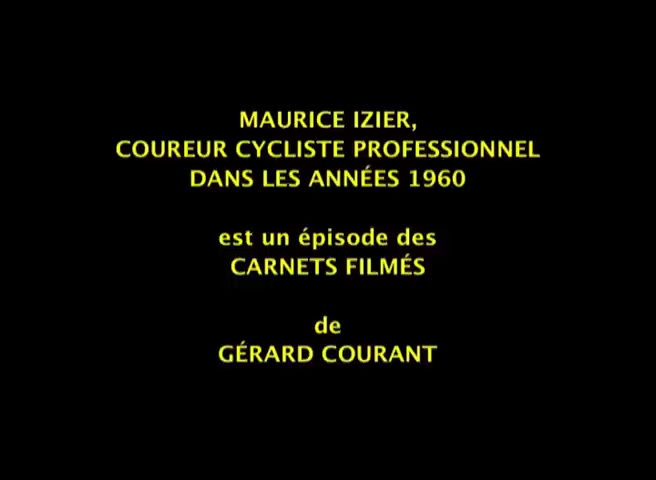 MAURICE IZIER,
COUREUR CYCLISTE PROFESSIONNEL
DANS LES ANNÉES 1960
est un épisode des
CARNETS FILMÉS
de
GÉRARD COURANT